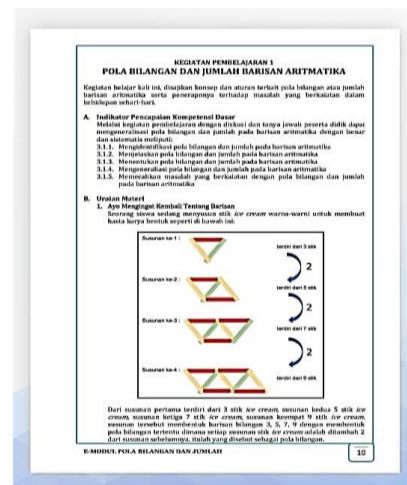 KEGIATAN PEMBELAJARAN 1
POLA BILANGAN DAN JUMLAH BARISAN ARITMATIKA
Kegiatan belajar kali ini, disajikan konsep dan aturan terkait pola bilangan atau jumlah
barisan aritmatika serta penerapannya terhadap masalah yang berkaitan dalam
kehidupan sehari-hari.
A. Indikator Pencapaian Kompetensi Dasar
Melalui kegiatan pembelajaran dengan diskusi dan tanya jawab peserta didik dapat
mengeneralisasi pola bilangan dan jumlah pada barisan aritmatika dengan benar
dan sistematis meliputi:
3.1.1. Mengidentifikasi pola bilangan dan jumlah pada barisan aritmatika
3.1.2. Menjelaskan pola bilangan dan jumlah pada barisan aritmatika
3.1.3. Menentukan pola bilangan dan jumlah pada barisan aritmatika
3.1.4. Mengeneralisasi pola bilangan dan jumlah pada barisan aritmatika
3.1.5. Memecahkan masalah yang berkaitan dengan pola bilangan dan jumlah
pada barisan aritmatika
B. Uraian Materi
1. Ayo Mengingat Kembali Tentang Barisan
Seorang siswa sedang menyusun stik ice cream warna-warni untuk membuat
hasta karya bentuk seperti di bawah ini:
Susunan ke-1 :
terdiri dari 3 stik
2
Susunan ke-2 :
terdiri dari 5 stik
2
Susunan ke-3 :
terdiri dari 7 stik
2
Susunan ke-4 :
terdiri dari 9 stik
Dari susunan pertama terdiri dari 3 stik ice cream, susunan kedua 5 stik ice
cream, susunan ketiga 7 stik ice cream, susunan keempat 9 stik ice cream,
susunan tersebut membentuk barisan bilangan 3, 5, 7, 9 dengan membentuk
pola bilangan tertentu dimana setiap susunan stik ice cream adalah ditambah 2
dari susunan sebelumnya, itulah yang disebut sebagai pola bilangan.
E-MODUL POLA BILANGAN DAN JUMLAH
10